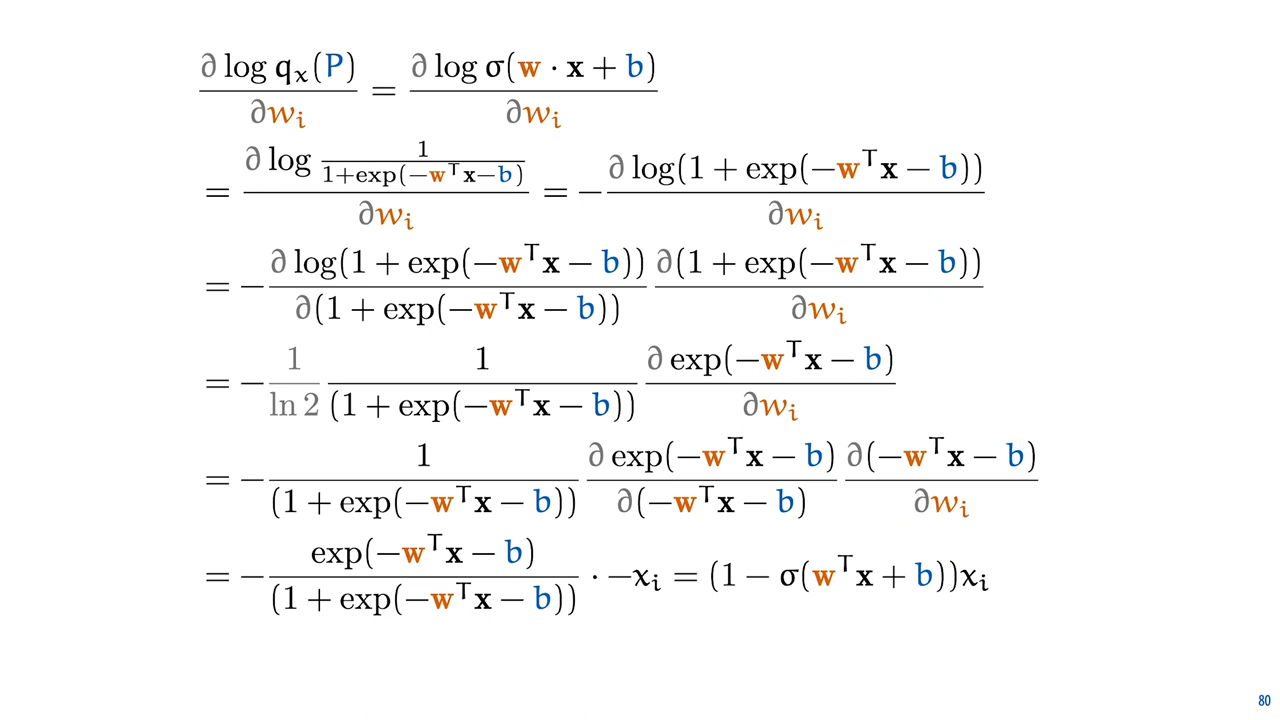 ∂ log qₓ(P) / ∂wᵢ = ∂ log σ(w · x + b) / ∂wᵢ
= ∂ log 1/(1+exp(−wᵀx−b)) / ∂wᵢ = − ∂ log(1 + exp(−wᵀx − b)) / ∂wᵢ
= − ∂ log(1 + exp(−wᵀx − b)) / ∂(1 + exp(−wᵀx − b)) ∂(1 + exp(−wᵀx − b)) / ∂wᵢ
= − 1 / ln 2 1 / (1 + exp(−wᵀx − b)) ∂ exp(−wᵀx − b) / ∂wᵢ
= − 1 / (1 + exp(−wᵀx − b)) ∂ exp(−wᵀx − b) / ∂(−wᵀx − b) ∂(−wᵀx − b) / ∂wᵢ
= − exp(−wᵀx − b) / (1 + exp(−wᵀx − b)) · −xᵢ = (1 − σ(wᵀx + b))xᵢ
80